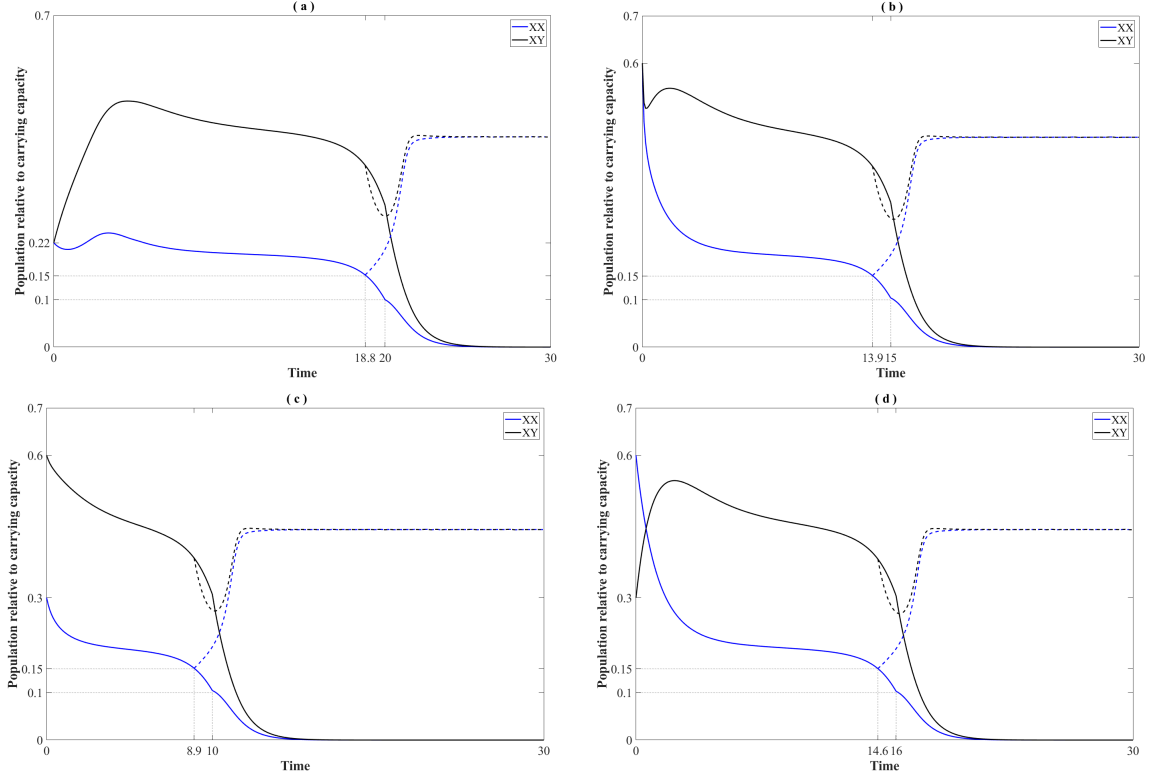 ( a )
0.7
0.22
0.15
0.1
0
Population relative to carrying capacity
XX
XY
0
18.8
20
30
Time
( b )
0.7
0.6
0.15
0.1
0
Population relative to carrying capacity
XX
XY
0
13.9
15
30
Time
( c )
0.7
0.6
0.3
0.15
0.1
0
Population relative to carrying capacity
XX
XY
0
8.9
10
30
Time
( d )
0.7
0.6
0.3
0.15
0.1
0
Population relative to carrying capacity
XX
XY
0
14.6
16
30
Time